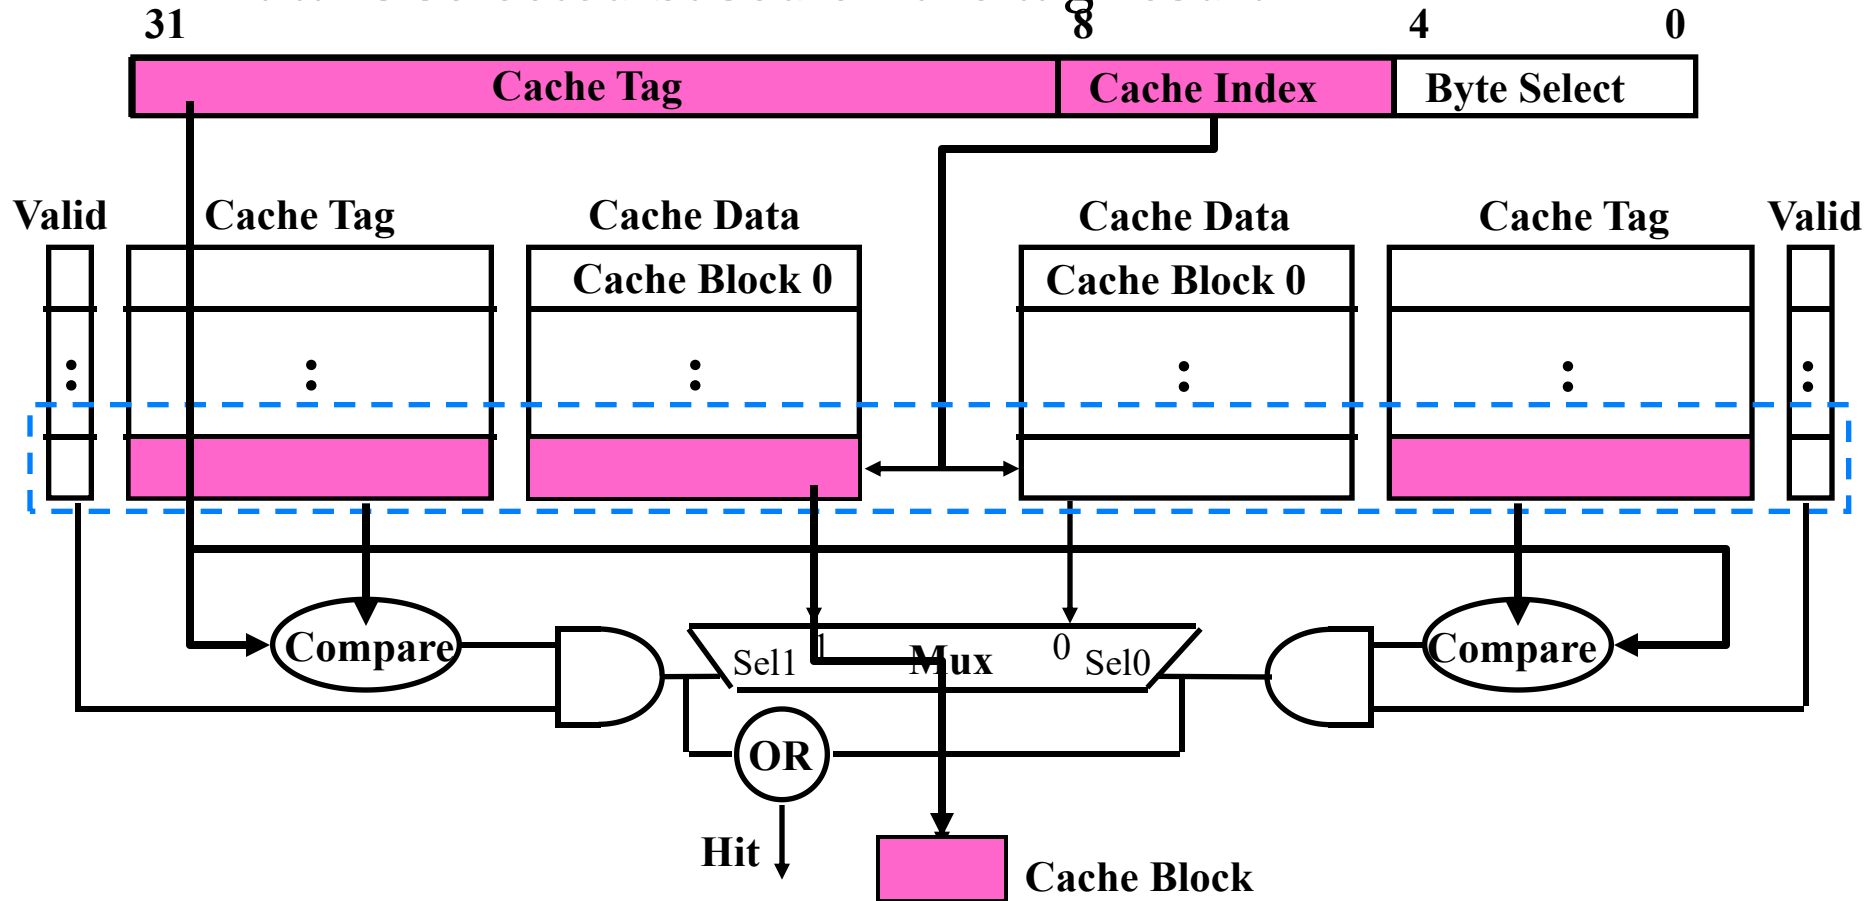 31 8 4 0
Cache Tag Cache Index Byte Select
Valid Cache Tag Cache Data Cache Data Cache Tag Valid
Cache Block 0 Cache Block 0
: : : : : :
Compare Sel1 1 Mux 0 Sel0 Compare
OR
Hit
Cache Block